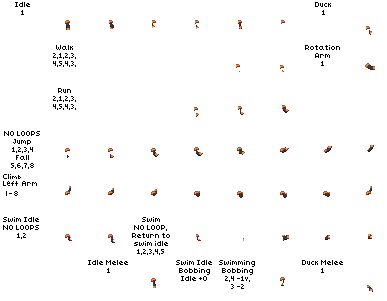 Idle
1
Duck
1
Walk
2,1,2,3,
4,5,4,3,
Rotation
Arm
1
Run
2,1,2,3,
4,5,4,3,
NO LOOPS
Jump
1,2,3,4
Fall
5,6,7,8
Climb
Left Arm
1-8
Swim Idle
NO LOOPS
1,2
Swim
NO LOOP,
Return to
swim idle
1,2,3,4,5
Idle Melee
1
Swim Idle
Bobbing
Idle +0
Swimming
Bobbing
2,4 -1y,
3 -2
Duck Melee
1